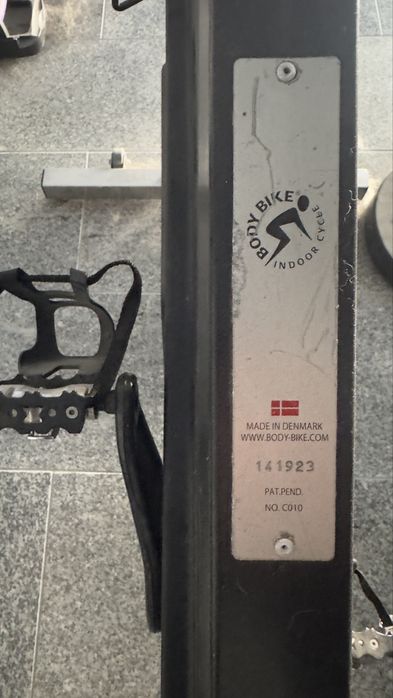 BODY BIKE®
INDOOR CYCLE
MADE IN DENMARK
WWW.BODY-BIKE.COM
141923
PAT.PEND.
NO. C010